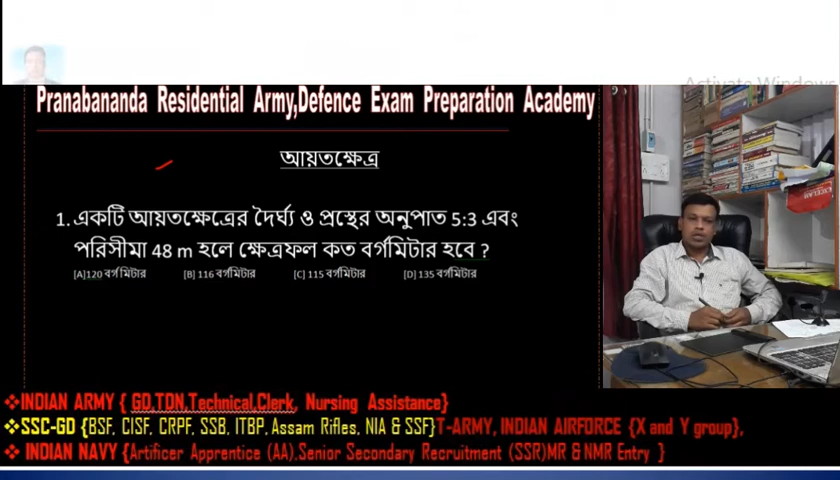 Activate Windows
Pranabananda Residential Army,Defence Exam Preparation Academy
আয়তক্ষেত্র
1. একটি আয়তক্ষেত্রের দৈর্ঘ্য ও প্রস্থের অনুপাত 5:3 এবং
পরিসীমা 48 m হলে ক্ষেত্রফল কত বর্গমিটার হবে ?
[A]120 বর্গমিটার [B] 116 বর্গমিটার [C] 115 বর্গমিটার [D] 135 বর্গমিটার
❖INDIAN ARMY { GD,TDN,Technical,Clerk, Nursing Assistance}
❖SSC-GD {BSF, CISF, CRPF, SSB, ITBP, Assam Rifles, NIA & SSF}T-ARMY, INDIAN AIRFORCE {X and Y group},
❖ INDIAN NAVY {Artificer Apprentice (AA),Senior Secondary Recruitment (SSR)MR & NMR Entry }